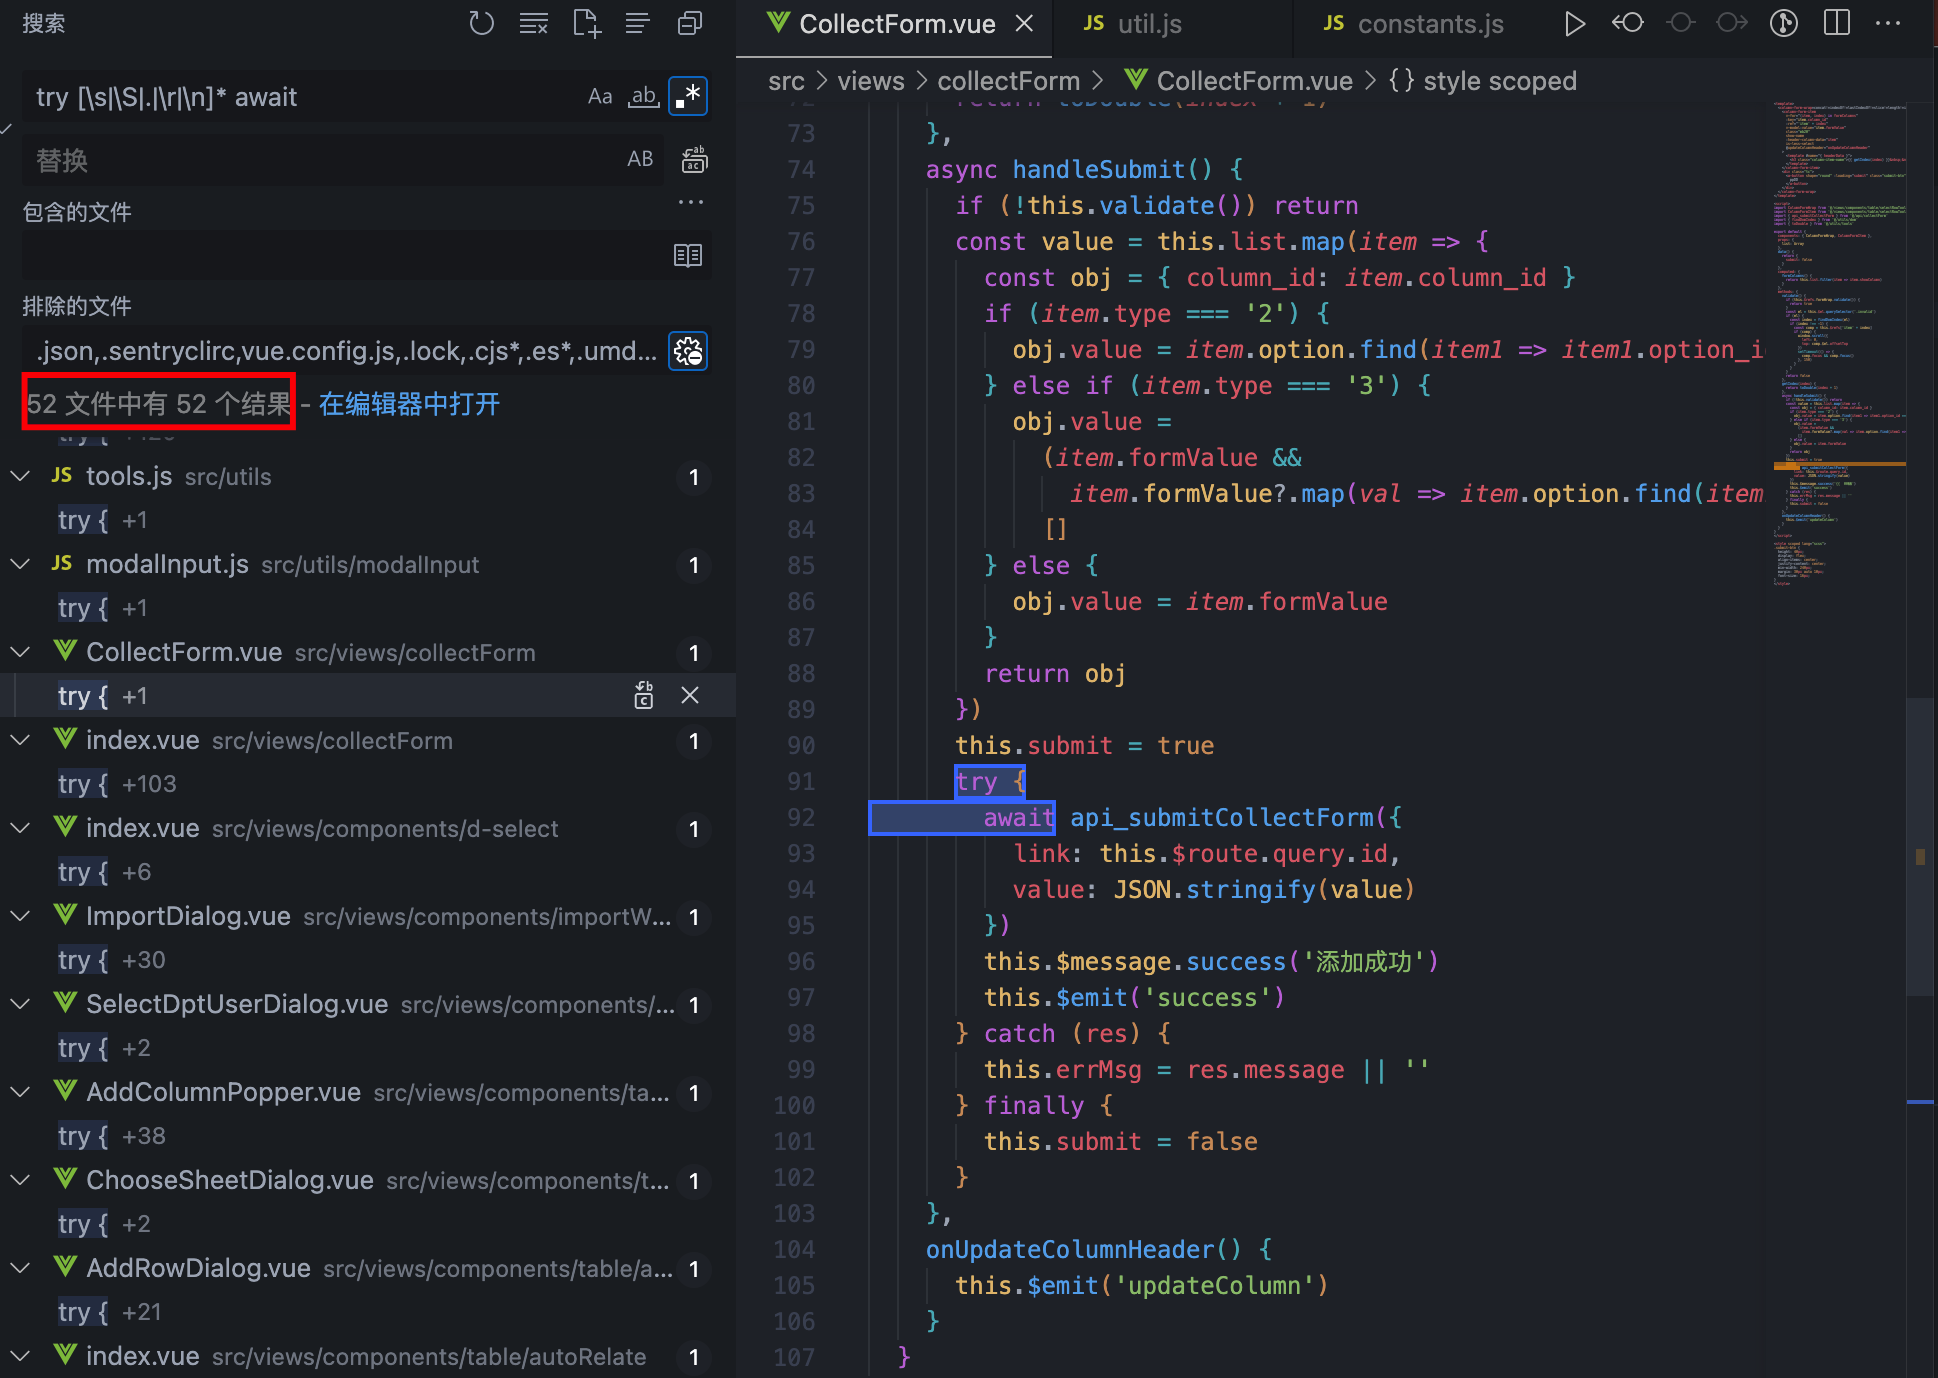 搜索
try [\s|\S|.|\r|\n]* await
Aa ab .*
替换
AB
包含的文件
排除的文件
.json,.sentryclirc,vue.config.js,.lock,.cjs*,.es*,.umd...
52 文件中有 52 个结果 - 在编辑器中打开
JS tools.js src/utils 1
try { +1
JS modalInput.js src/utils/modalInput 1
try { +1
CollectForm.vue src/views/collectForm 1
try { +1
index.vue src/views/collectForm 1
try { +103
index.vue src/views/components/d-select 1
try { +6
ImportDialog.vue src/views/components/importW... 1
try { +30
SelectDptUserDialog.vue src/views/components/... 1
try { +2
AddColumnPopper.vue src/views/components/ta... 1
try { +38
ChooseSheetDialog.vue src/views/components/t... 1
try { +2
AddRowDialog.vue src/views/components/table/a... 1
try { +21
index.vue src/views/components/table/autoRelate 1
CollectForm.vue
JS util.js
JS constants.js
src > views > collectForm > CollectForm.vue > {} style scoped
73 },
74 async handleSubmit() {
75 if (!this.validate()) return
76 const value = this.list.map(item => {
77 const obj = { column_id: item.column_id }
78 if (item.type === '2') {
79 obj.value = item.option.find(item1 => item1.option_i
80 } else if (item.type === '3') {
81 obj.value =
82 (item.formValue &&
83 item.formValue?.map(val => item.option.find(item
84 []
85 } else {
86 obj.value = item.formValue
87 }
88 return obj
89 })
90 this.submit = true
91 try {
92 await api_submitCollectForm({
93 link: this.$route.query.id,
94 value: JSON.stringify(value)
95 })
96 this.$message.success('添加成功')
97 this.$emit('success')
98 } catch (res) {
99 this.errMsg = res.message || ''
100 } finally {
101 this.submit = false
102 }
103 },
104 onUpdateColumnHeader() {
105 this.$emit('updateColumn')
106 }
107 }